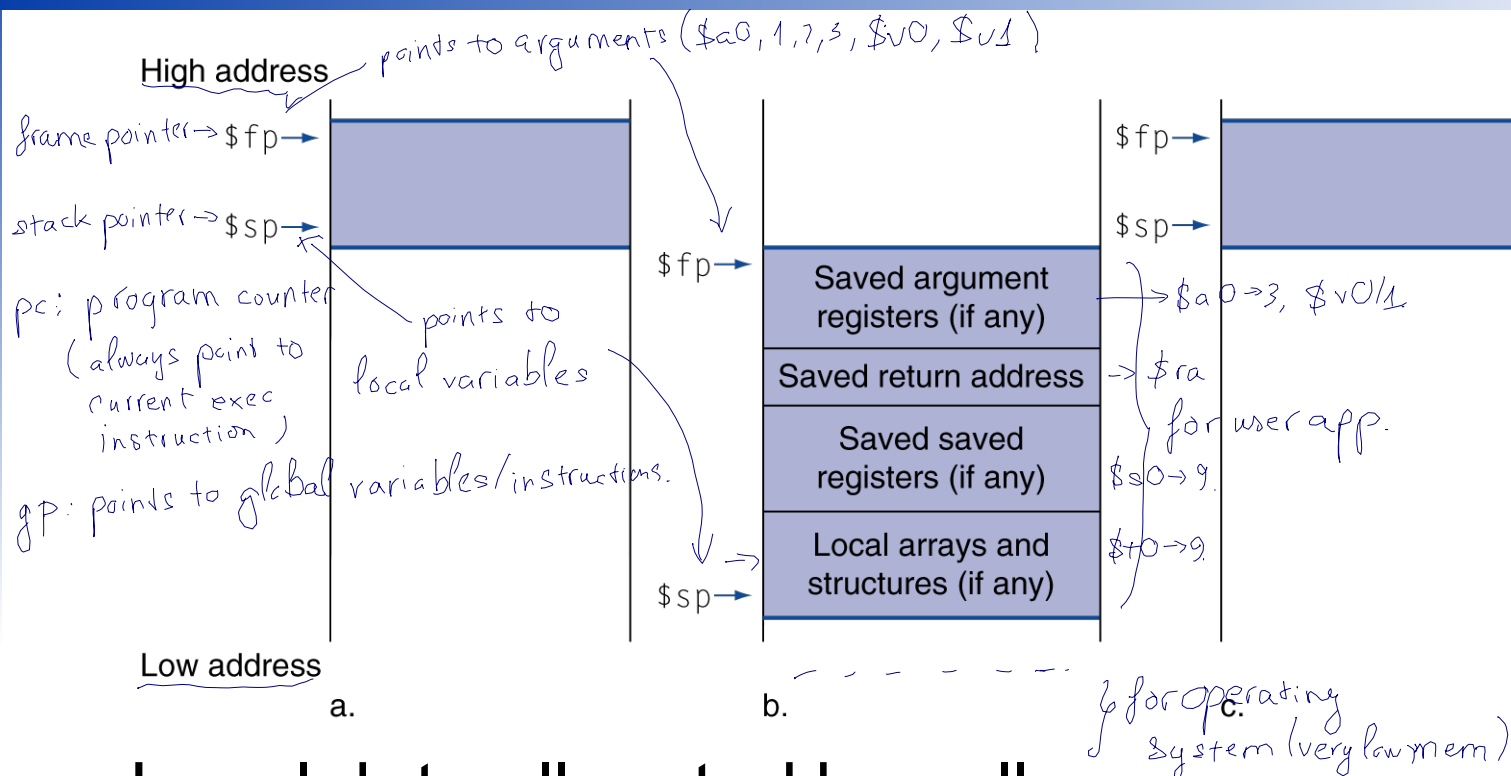 points to arguments ($a0, 1, 2, 3, $v0, $v1)
High address
frame pointer → $fp
$fp
stack pointer → $sp
$sp
$fp
Saved argument
registers (if any)
→ $a0→3, $v0/1
pc: program counter
(always point to
current exec
instruction)
points to
local variables
Saved return address
→ $ra
for user app.
Saved saved
registers (if any)
$s0→9.
gp: points to global variables/instructions.
Local arrays and
structures (if any)
$t0→9
$sp
Low address
a.
b.
c.
for operating
system (very low mem)